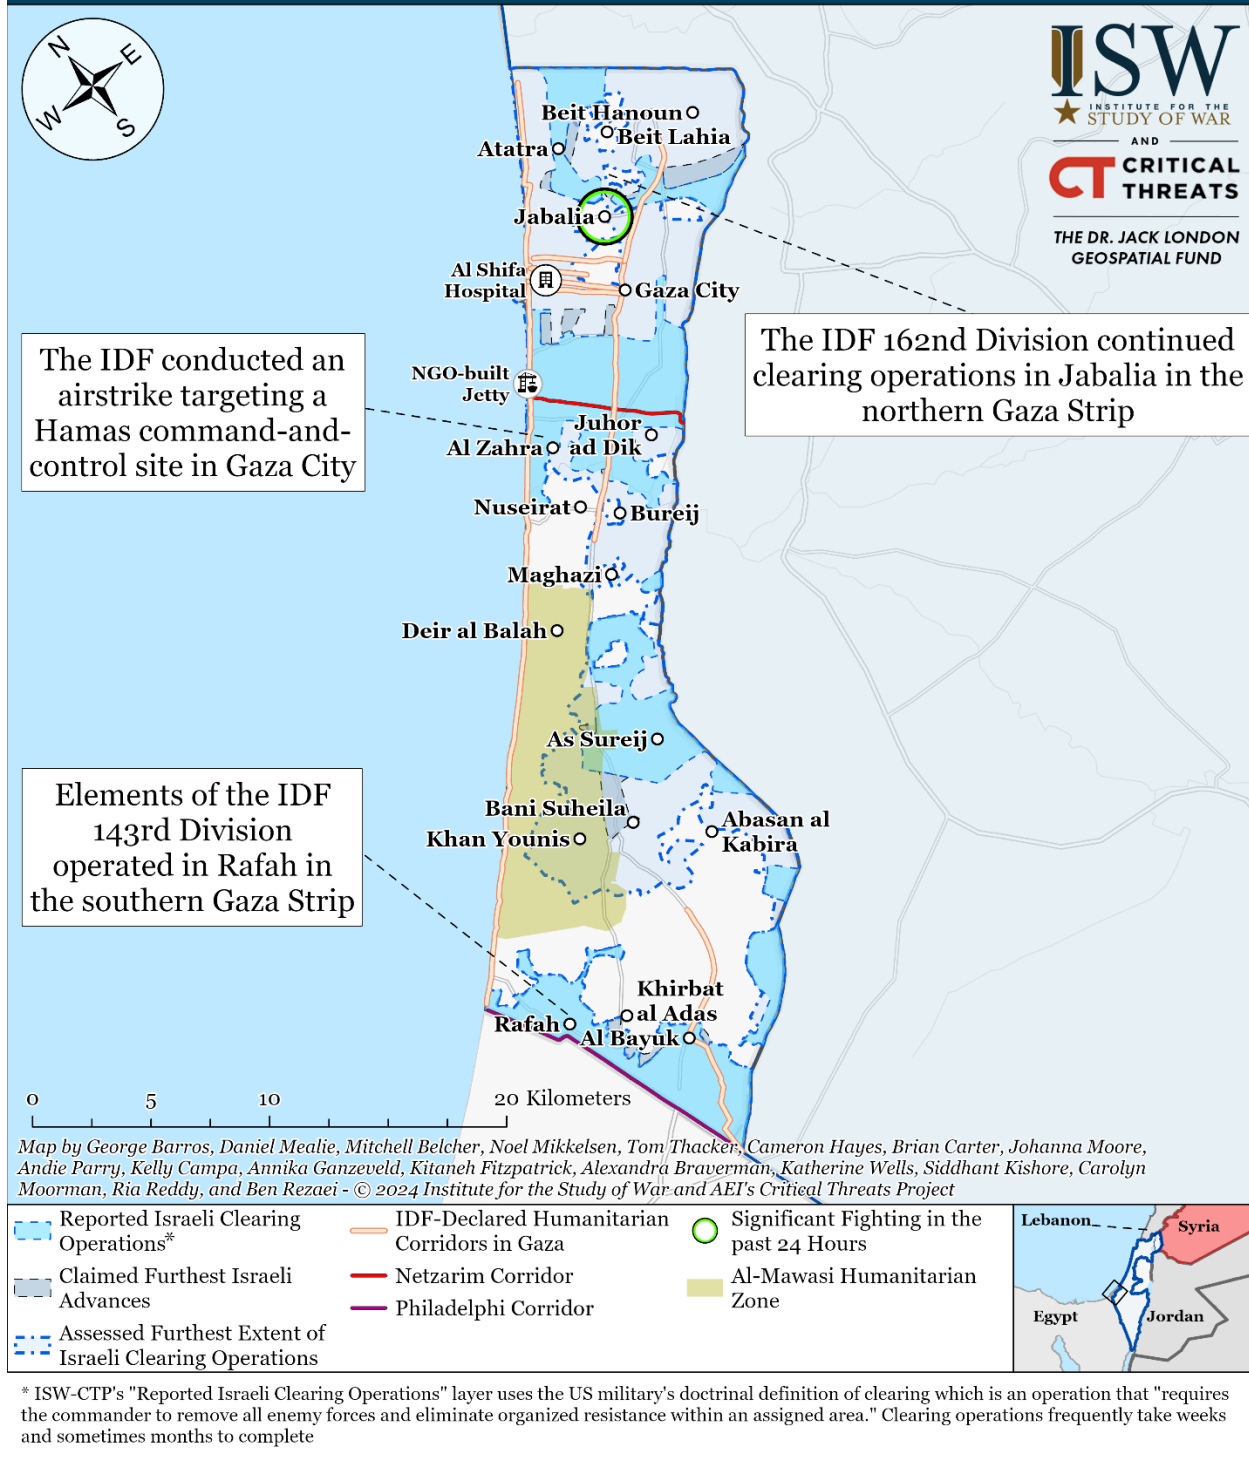 N
E
W
S
ISW
INSTITUTE FOR THE
STUDY OF WAR
AND
CT CRITICAL
THREATS
THE DR. JACK LONDON
GEOSPATIAL FUND
Beit Hanoun
Beit Lahia
Atatra
Jabalia
Al Shifa
Hospital
Gaza City
The IDF conducted an
airstrike targeting a
Hamas command-and-
control site in Gaza City
The IDF 162nd Division continued
clearing operations in Jabalia in the
northern Gaza Strip
NGO-built
Jetty
Juhor
ad Dik
Al Zahra
Nuseirat
Bureij
Maghazi
Deir al Balah
As Sureij
Elements of the IDF
143rd Division
operated in Rafah in
the southern Gaza Strip
Bani Suheila
Khan Younis
Abasan al
Kabira
Khirbat
al Adas
Rafah
Al Bayuk
0 5 10 20 Kilometers
Map by George Barros, Daniel Mealie, Mitchell Belcher, Noel Mikkelsen, Tom Thacker, Cameron Hayes, Brian Carter, Johanna Moore,
Andie Parry, Kelly Campa, Annika Ganzeveld, Kitaneh Fitzpatrick, Alexandra Braverman, Katherine Wells, Siddhant Kishore, Carolyn
Moorman, Ria Reddy, and Ben Rezaei - © 2024 Institute for the Study of War and AEI's Critical Threats Project
Reported Israeli Clearing
Operations*
Claimed Furthest Israeli
Advances
Assessed Furthest Extent of
Israeli Clearing Operations
IDF-Declared Humanitarian
Corridors in Gaza
Netzarim Corridor
Philadelphi Corridor
Significant Fighting in the
past 24 Hours
Al-Mawasi Humanitarian
Zone
Lebanon
Syria
Egypt
Jordan
* ISW-CTP's "Reported Israeli Clearing Operations" layer uses the US military's doctrinal definition of clearing which is an operation that "requires
the commander to remove all enemy forces and eliminate organized resistance within an assigned area." Clearing operations frequently take weeks
and sometimes months to complete